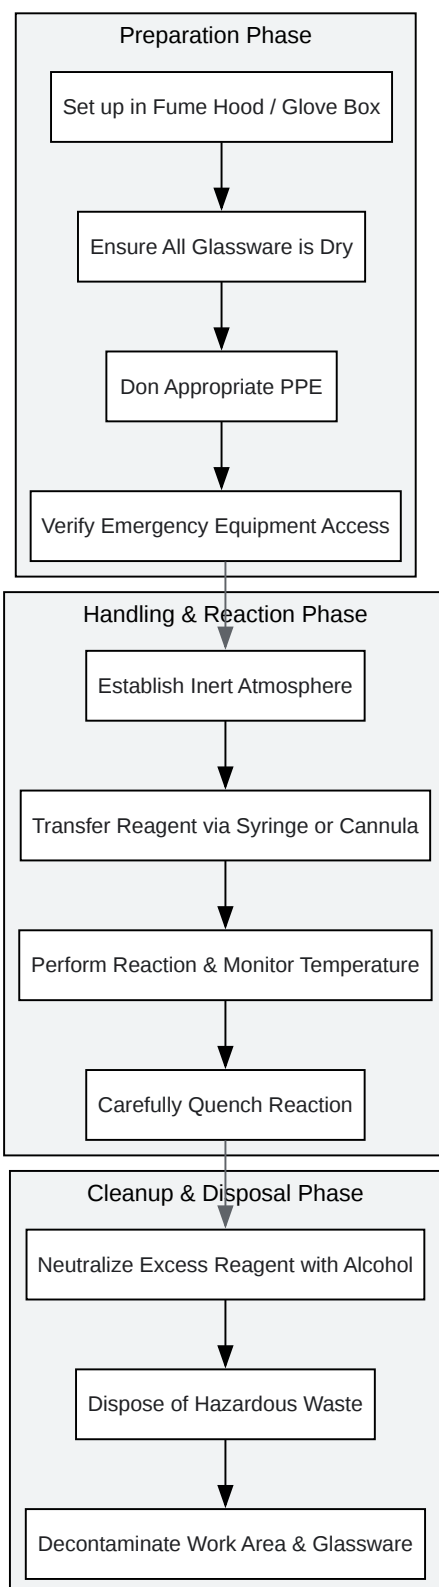 Preparation Phase
Set up in Fume Hood / Glove Box
Ensure All Glassware is Dry
Don Appropriate PPE
Verify Emergency Equipment Access
Handling & Reaction Phase
Establish Inert Atmosphere
Transfer Reagent via Syringe or Cannula
Perform Reaction & Monitor Temperature
Carefully Quench Reaction
Cleanup & Disposal Phase
Neutralize Excess Reagent with Alcohol
Dispose of Hazardous Waste
Decontaminate Work Area & Glassware